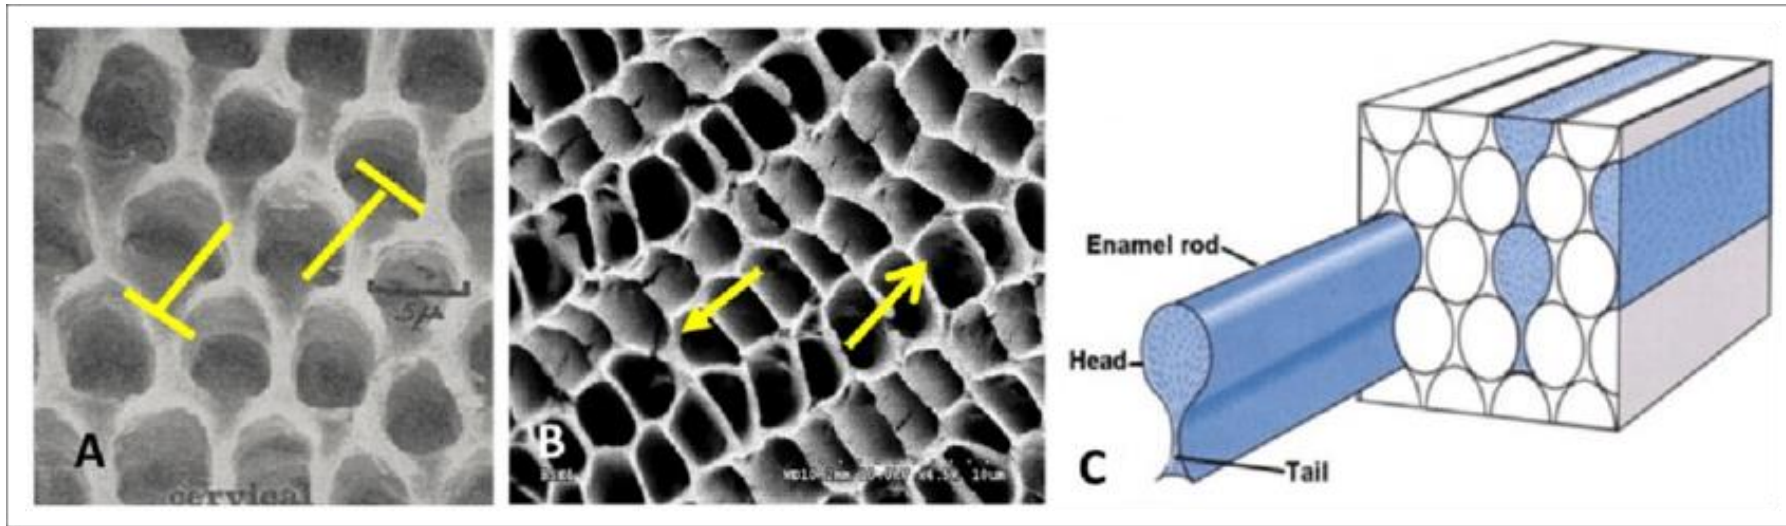 .5μ
A
cervical
B
10um
Enamel rod
Head
Tail
C